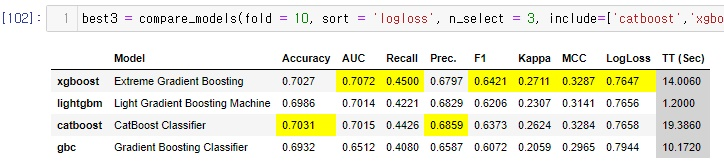 [102]: 1 best3 = compare_models(fold = 10, sort = 'logloss', n_select = 3, include=['catboost','xgbo
Model Accuracy AUC Recall Prec. F1 Kappa MCC LogLoss TT (Sec)
xgboost Extreme Gradient Boosting 0.7027 0.7072 0.4500 0.6797 0.6421 0.2711 0.3287 0.7647 14.0060
lightgbm Light Gradient Boosting Machine 0.6986 0.7014 0.4221 0.6829 0.6206 0.2307 0.3141 0.7656 1.2000
catboost CatBoost Classifier 0.7031 0.7015 0.4426 0.6859 0.6373 0.2624 0.3284 0.7658 19.3860
gbc Gradient Boosting Classifier 0.6932 0.6512 0.4080 0.6587 0.6072 0.2059 0.2965 0.7944 10.1720